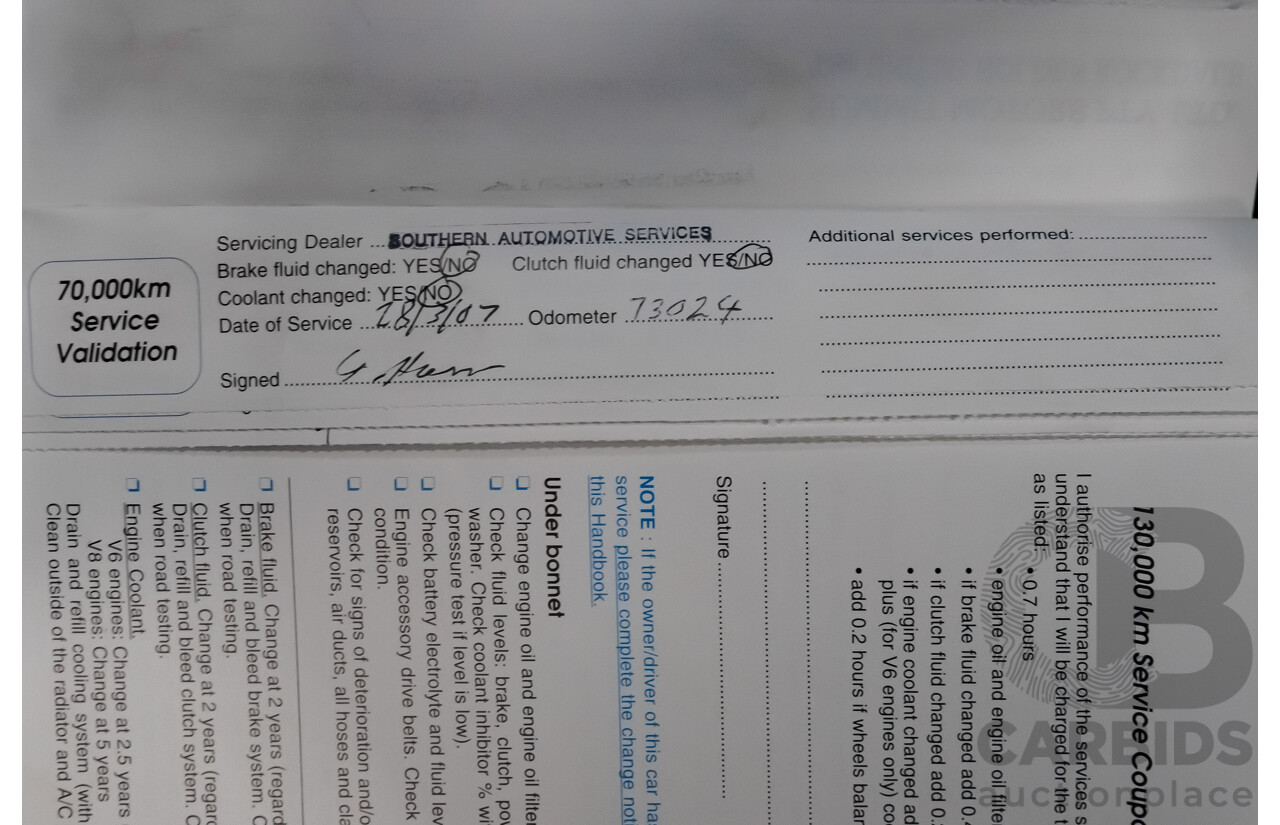 70,000km
Service
Validation
Servicing Dealer ... SOUTHERN AUTOMOTIVE SERVICES
Brake fluid changed: YES/NO Clutch fluid changed YES/NO
Coolant changed: YES/NO
Date of Service ... 28/3/07 ... Odometer ... 73024
Signed
Additional services performed:
130,000 km Service Coupo
I authorise performance of the services s
understand that I will be charged for the t
as listed:
• 0.7 hours
• engine oil and engine oil filte
• if brake fluid changed add 0.4
• if clutch fluid changed add 0.
• if engine coolant changed ad
plus (for V6 engines only) co
• add 0.2 hours if wheels balan
Signature
NOTE : If the owner/driver of this car has
service please complete the change not
this Handbook.
Under bonnet
❑ Change engine oil and engine oil filter
❑ Check fluid levels: brake, clutch, pow
washer. Check coolant inhibitor % wi
(pressure test if level is low).
❑ Check battery electrolyte and fluid lev
❑ Engine accessory drive belts. Check
condition.
❑ Check for signs of deterioration and/o
reservoirs, air ducts, all hoses and cla
❑ Brake fluid. Change at 2 years (regard
Drain, refill and bleed brake system. C
when road testing.
❑ Clutch fluid. Change at 2 years (regard
Drain, refill and bleed clutch system. C
when road testing.
❑ Engine Coolant.
V6 engines: Change at 2.5 years
V8 engines: Change at 5 years
Drain and refill cooling system (with
Clean outside of the radiator and A/C
CARBIDS
auctionplace